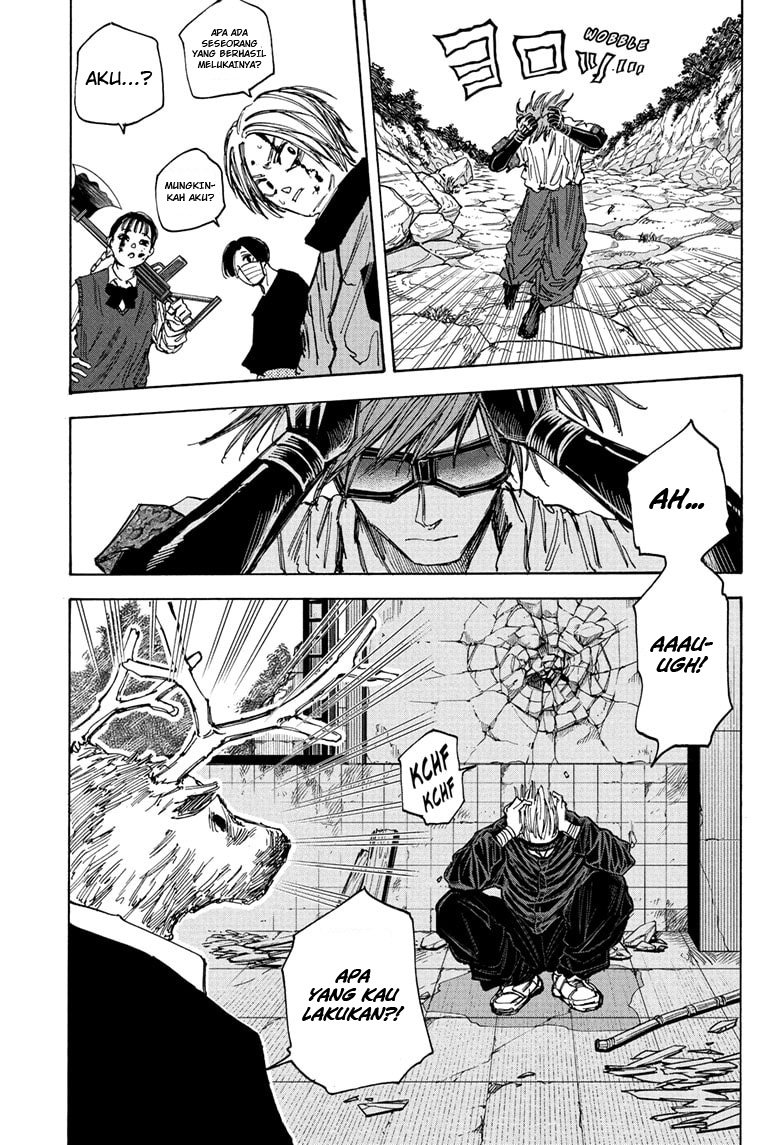 ヨロッ...
WOBBLE
APA ADA
SESEORANG
YANG BERHASIL
MELUKAINYA?
AKU...?
MUNGKIN-
KAH AKU?
AH...
AAAU-
UGH!
KCHF
KCHF
APA
YANG KAU
LAKUKAN?!